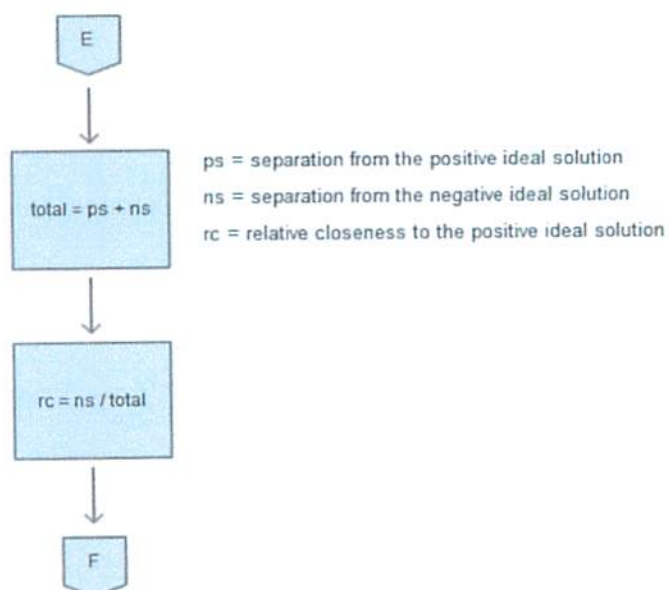 E
total = ps + ns
ps = separation from the positive ideal solution
ns = separation from the negative ideal solution
rc = relative closeness to the positive ideal solution
rc = ns / total
F